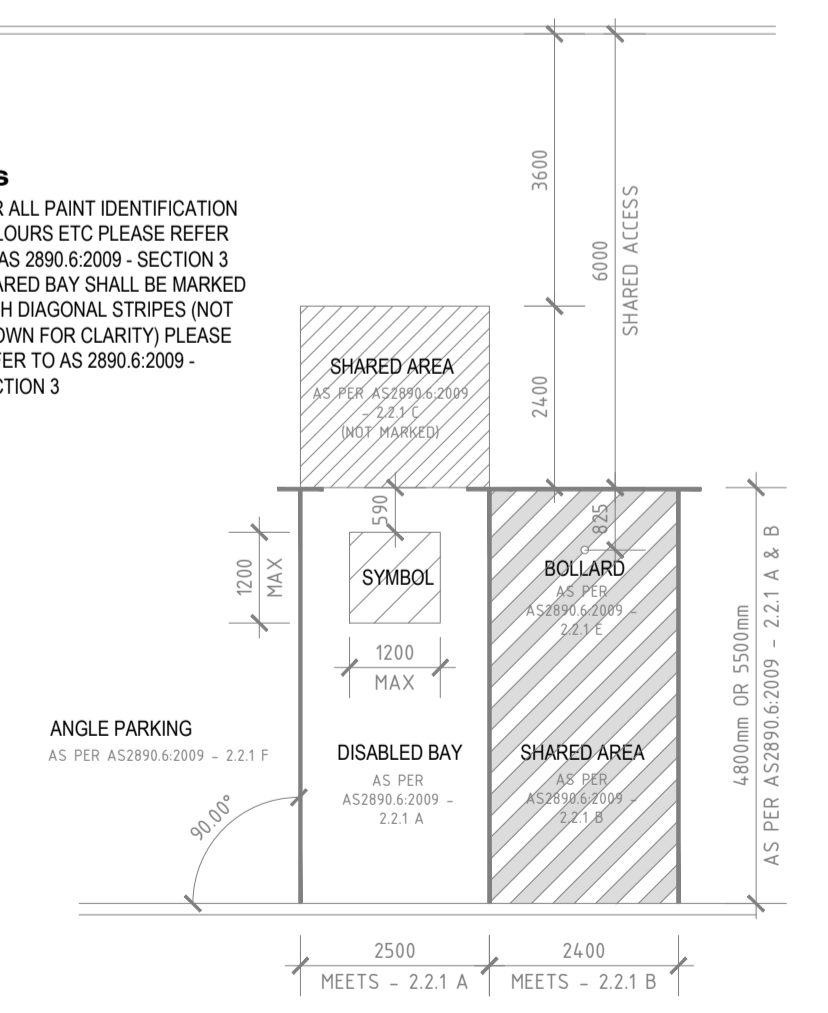 s
R ALL PAINT IDENTIFICATION
LOURS ETC PLEASE REFER
AS 2890.6:2009 - SECTION 3
ARED BAY SHALL BE MARKED
H DIAGONAL STRIPES (NOT
OWN FOR CLARITY) PLEASE
FER TO AS 2890.6:2009 -
CTION 3
3600
6000
SHARED ACCESS
2400
SHARED AREA
AS PER AS2890.6:2009
- 2.2.1 C
(NOT MARKED)
590
825
1200
MAX
SYMBOL
1200
MAX
BOLLARD
AS PER
AS2890.6:2009 -
2.2.1 E
4800mm OR 5500mm
AS PER AS2890.6:2009 - 2.2.1 A & B
ANGLE PARKING
AS PER AS2890.6:2009 - 2.2.1 F
90.00°
DISABLED BAY
AS PER
AS2890.6:2009 -
2.2.1 A
SHARED AREA
AS PER
AS2890.6:2009 -
2.2.1 B
2500
MEETS - 2.2.1 A
2400
MEETS - 2.2.1 B